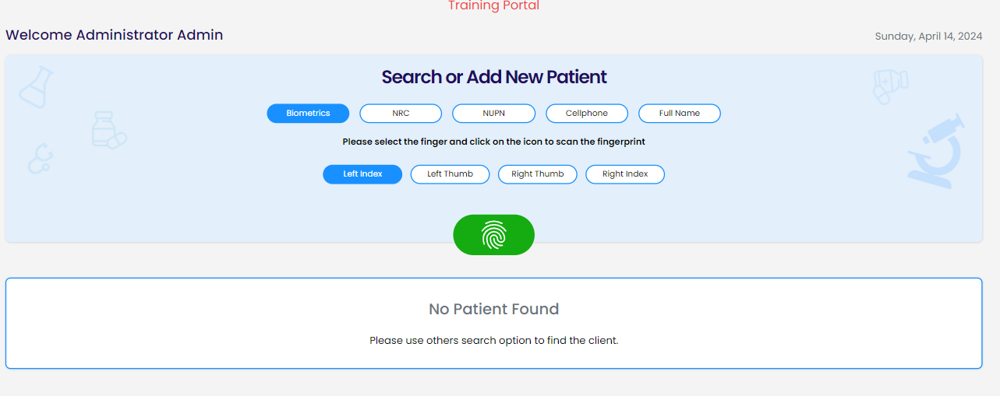 Training Portal
Welcome Administrator Admin
Sunday, April 14, 2024
Search or Add New Patient
Biometrics NRC NUPN Cellphone Full Name
Please select the finger and click on the icon to scan the fingerprint
Left Index Left Thumb Right Thumb Right Index
No Patient Found
Please use others search option to find the client.